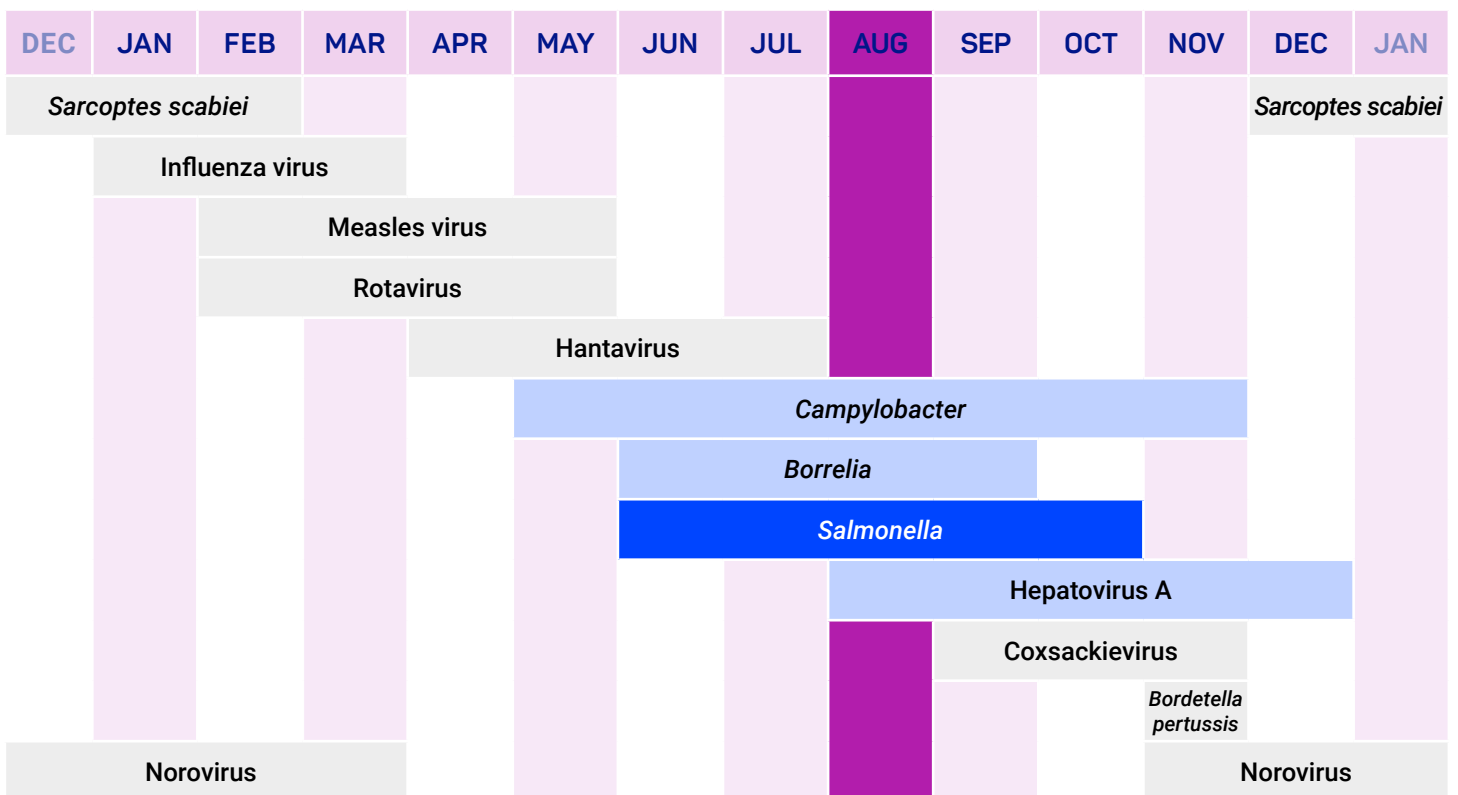 DEC JAN FEB MAR APR MAY JUN JUL AUG SEP OCT NOV DEC JAN
Sarcoptes scabiei Sarcoptes scabiei
Influenza virus
Measles virus
Rotavirus
Hantavirus
Campylobacter
Borrelia
Salmonella
Hepatovirus A
Coxsackievirus
Bordetella
pertussis
Norovirus Norovirus